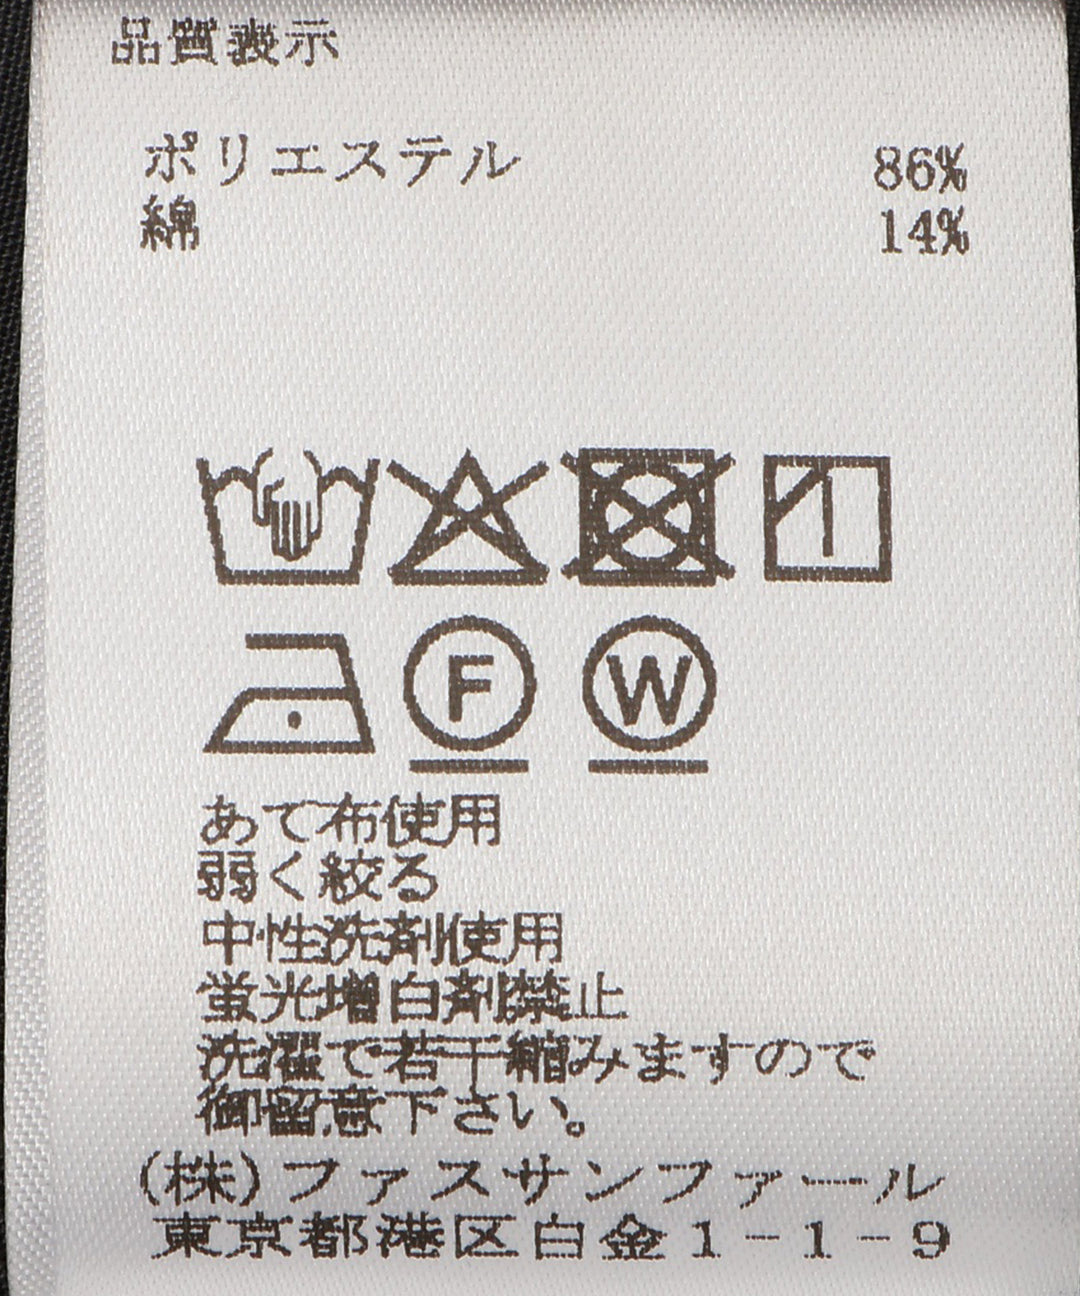 品質表示
ポリエステル 86%
綿 14%
F W
あて布使用
弱く絞る
中性洗剤使用
蛍光増白剤禁止
洗濯で若干縮みますので
御留意下さい。
(株)ファスサンファール
東京都港区白金1-1-9